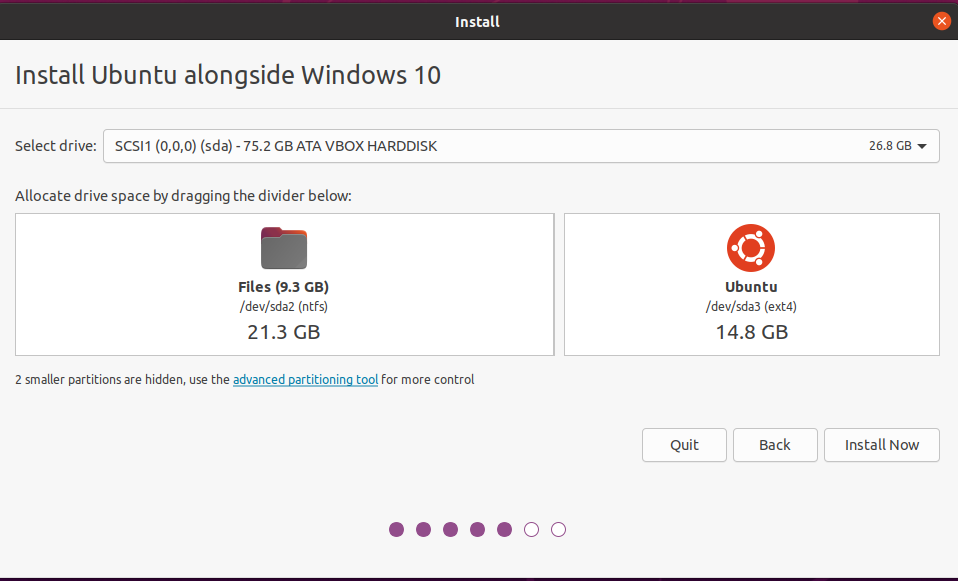 Install
Install Ubuntu alongside Windows 10
Select drive: SCSI1 (0,0,0) (sda) - 75.2 GB ATA VBOX HARDDISK 26.8 GB
Allocate drive space by dragging the divider below:
Files (9.3 GB)
/dev/sda2 (ntfs)
21.3 GB
Ubuntu
/dev/sda3 (ext4)
14.8 GB
2 smaller partitions are hidden, use the advanced partitioning tool for more control
Quit Back Install Now